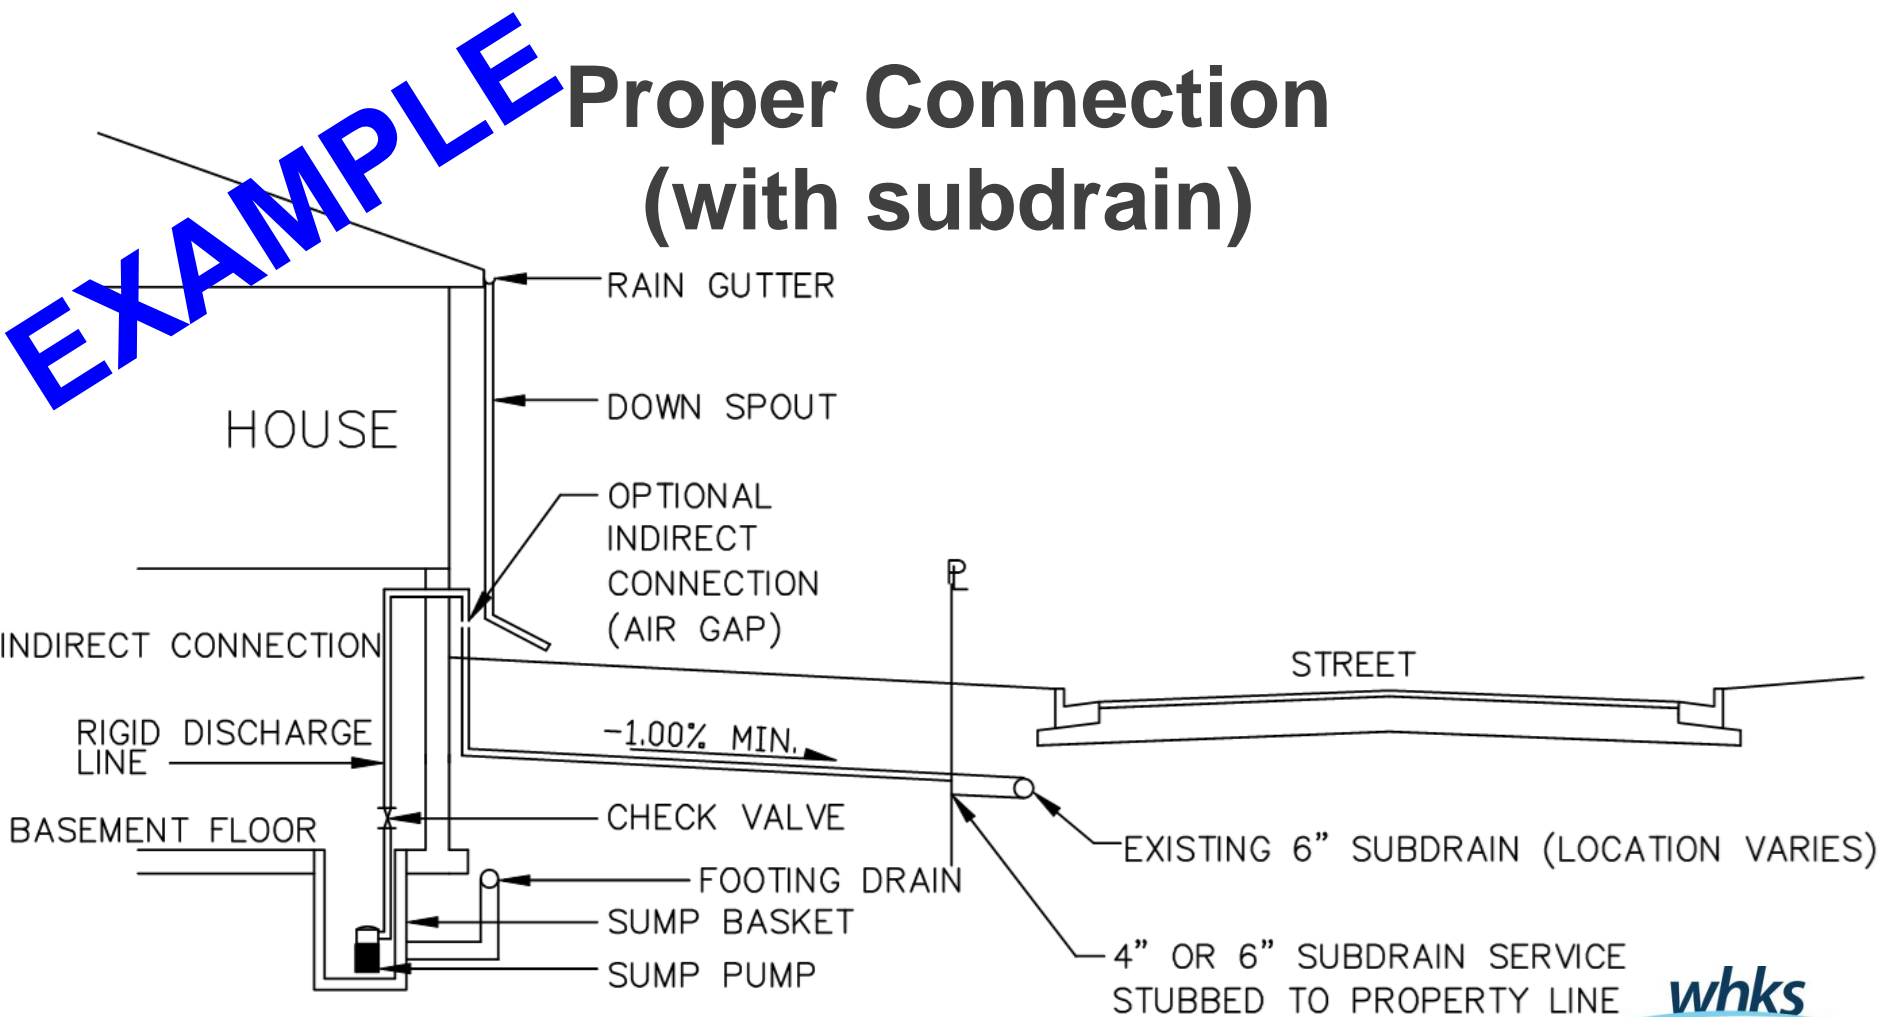 EXAMPLE
Proper Connection
(with subdrain)
RAIN GUTTER
DOWN SPOUT
HOUSE
OPTIONAL
INDIRECT
CONNECTION
(AIR GAP)
PL
INDIRECT CONNECTION
STREET
RIGID DISCHARGE
LINE
-1.00% MIN.
CHECK VALVE
BASEMENT FLOOR
EXISTING 6” SUBDRAIN (LOCATION VARIES)
FOOTING DRAIN
SUMP BASKET
SUMP PUMP
4” OR 6” SUBDRAIN SERVICE
STUBBED TO PROPERTY LINE
whks